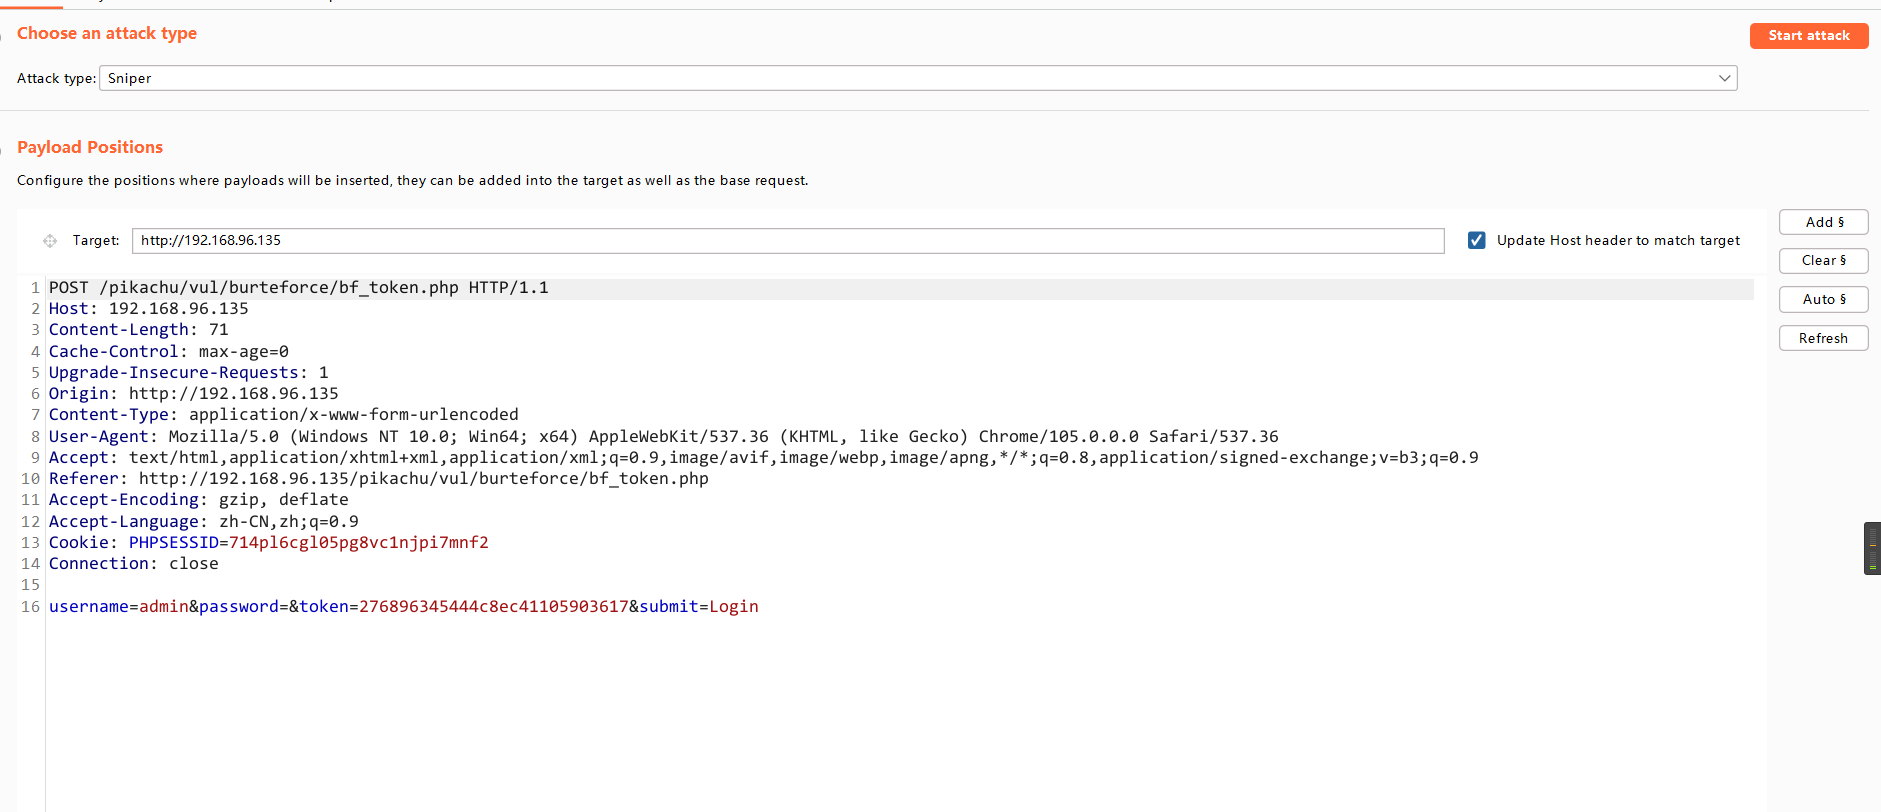 Choose an attack type
Start attack
Attack type: Sniper
Payload Positions
Configure the positions where payloads will be inserted, they can be added into the target as well as the base request.
Target: http://192.168.96.135
Update Host header to match target
Add §
Clear §
Auto §
Refresh
1 POST /pikachu/vul/burteforce/bf_token.php HTTP/1.1
2 Host: 192.168.96.135
3 Content-Length: 71
4 Cache-Control: max-age=0
5 Upgrade-Insecure-Requests: 1
6 Origin: http://192.168.96.135
7 Content-Type: application/x-www-form-urlencoded
8 User-Agent: Mozilla/5.0 (Windows NT 10.0; Win64; x64) AppleWebKit/537.36 (KHTML, like Gecko) Chrome/105.0.0.0 Safari/537.36
9 Accept: text/html,application/xhtml+xml,application/xml;q=0.9,image/avif,image/webp,image/apng,*/*;q=0.8,application/signed-exchange;v=b3;q=0.9
10 Referer: http://192.168.96.135/pikachu/vul/burteforce/bf_token.php
11 Accept-Encoding: gzip, deflate
12 Accept-Language: zh-CN,zh;q=0.9
13 Cookie: PHPSESSID=714pl6cgl05pg8vc1njpi7mnf2
14 Connection: close
15
16 username=admin&password=&token=276896345444c8ec41105903617&submit=Login